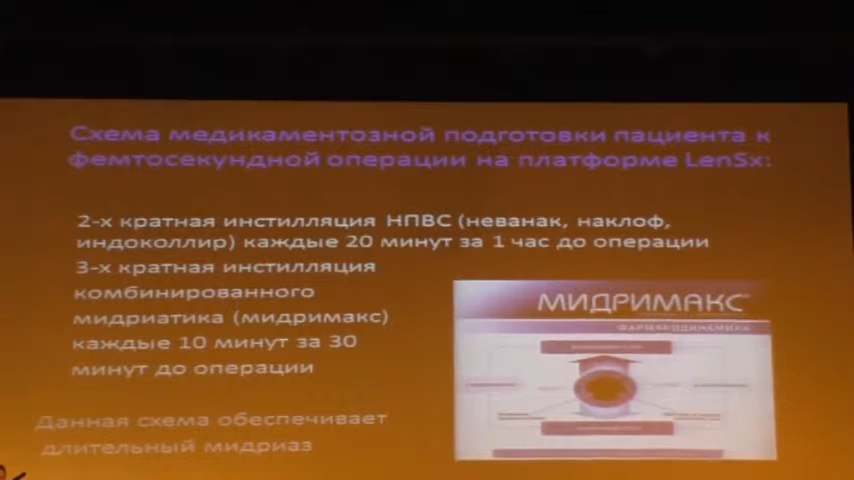 Схема медикаментозной подготовки пациента к
фемтосекундной операции на платформе LenSx:
2-х кратная инстилляция НПВС (неванак, наклоф,
индоколлир) каждые 20 минут за 1 час до операции
3-х кратная инстилляция
комбинированного
мидриатика (мидримакс)
каждые 10 минут за 30
минут до операции
Данная схема обеспечивает
длительный мидриаз
МИДРИМАКС
ФАРМАКОДИНАМИКА